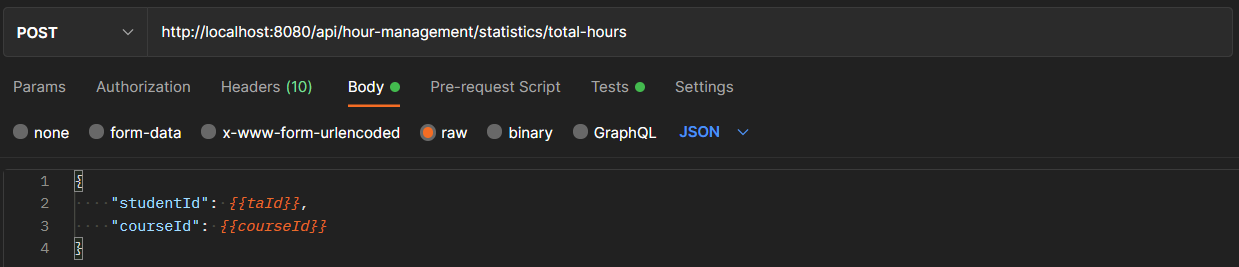 POST http://localhost:8080/api/hour-management/statistics/total-hours
Params Authorization Headers (10) Body Pre-request Script Tests Settings
none form-data x-www-form-urlencoded raw binary GraphQL JSON
1 {
2 "studentId": {{taId}},
3 "courseId": {{courseId}}
4 }